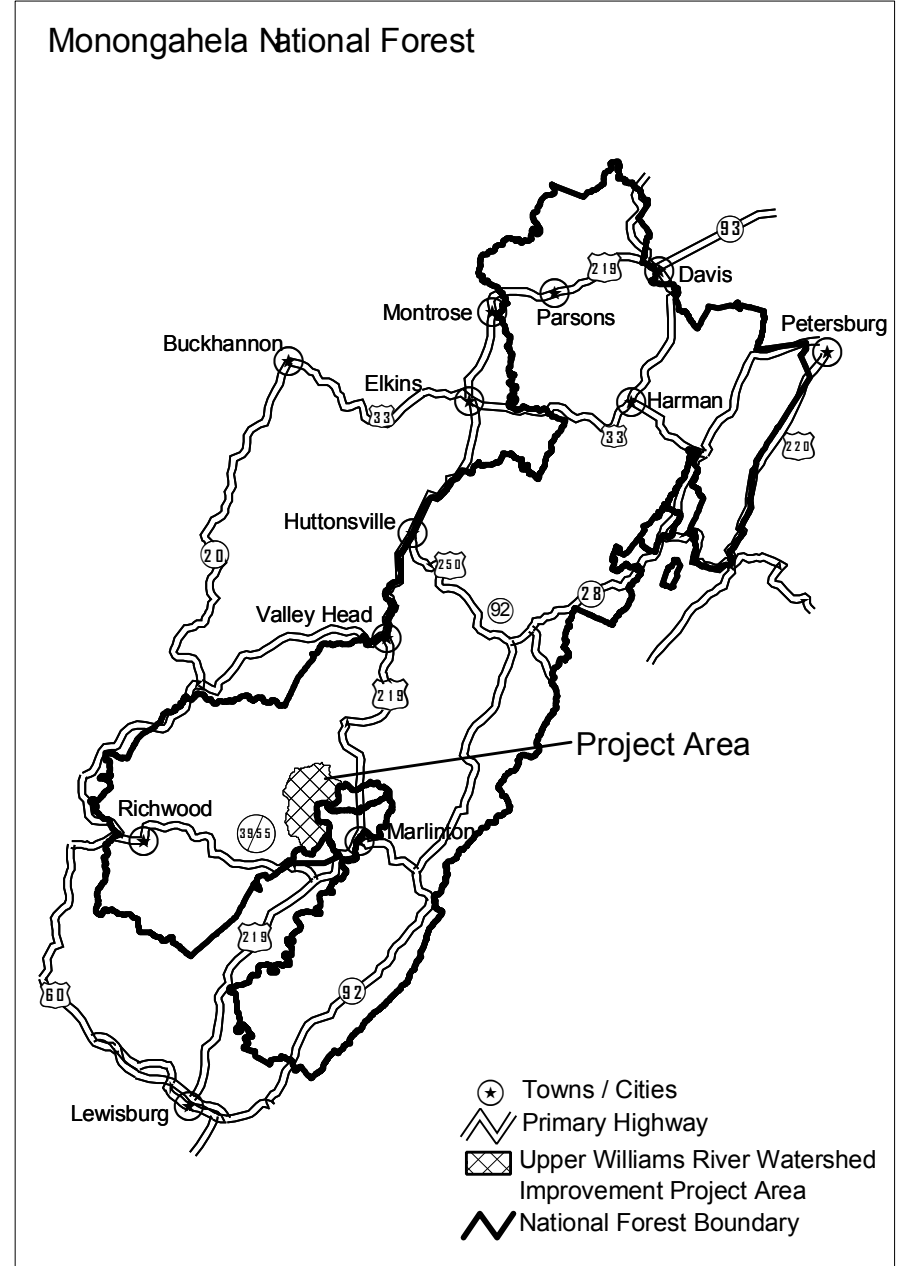 Monongahela National Forest
93
219
Davis
Montrose
Parsons
Petersburg
Buckhannon
Elkins
Harman
33
33
220
Huttonsville
20
250
28
92
Valley Head
219
Project Area
Richwood
39 55
Marlinton
219
60
92
Lewisburg
Towns / Cities
Primary Highway
Upper Williams River Watershed
Improvement Project Area
National Forest Boundary